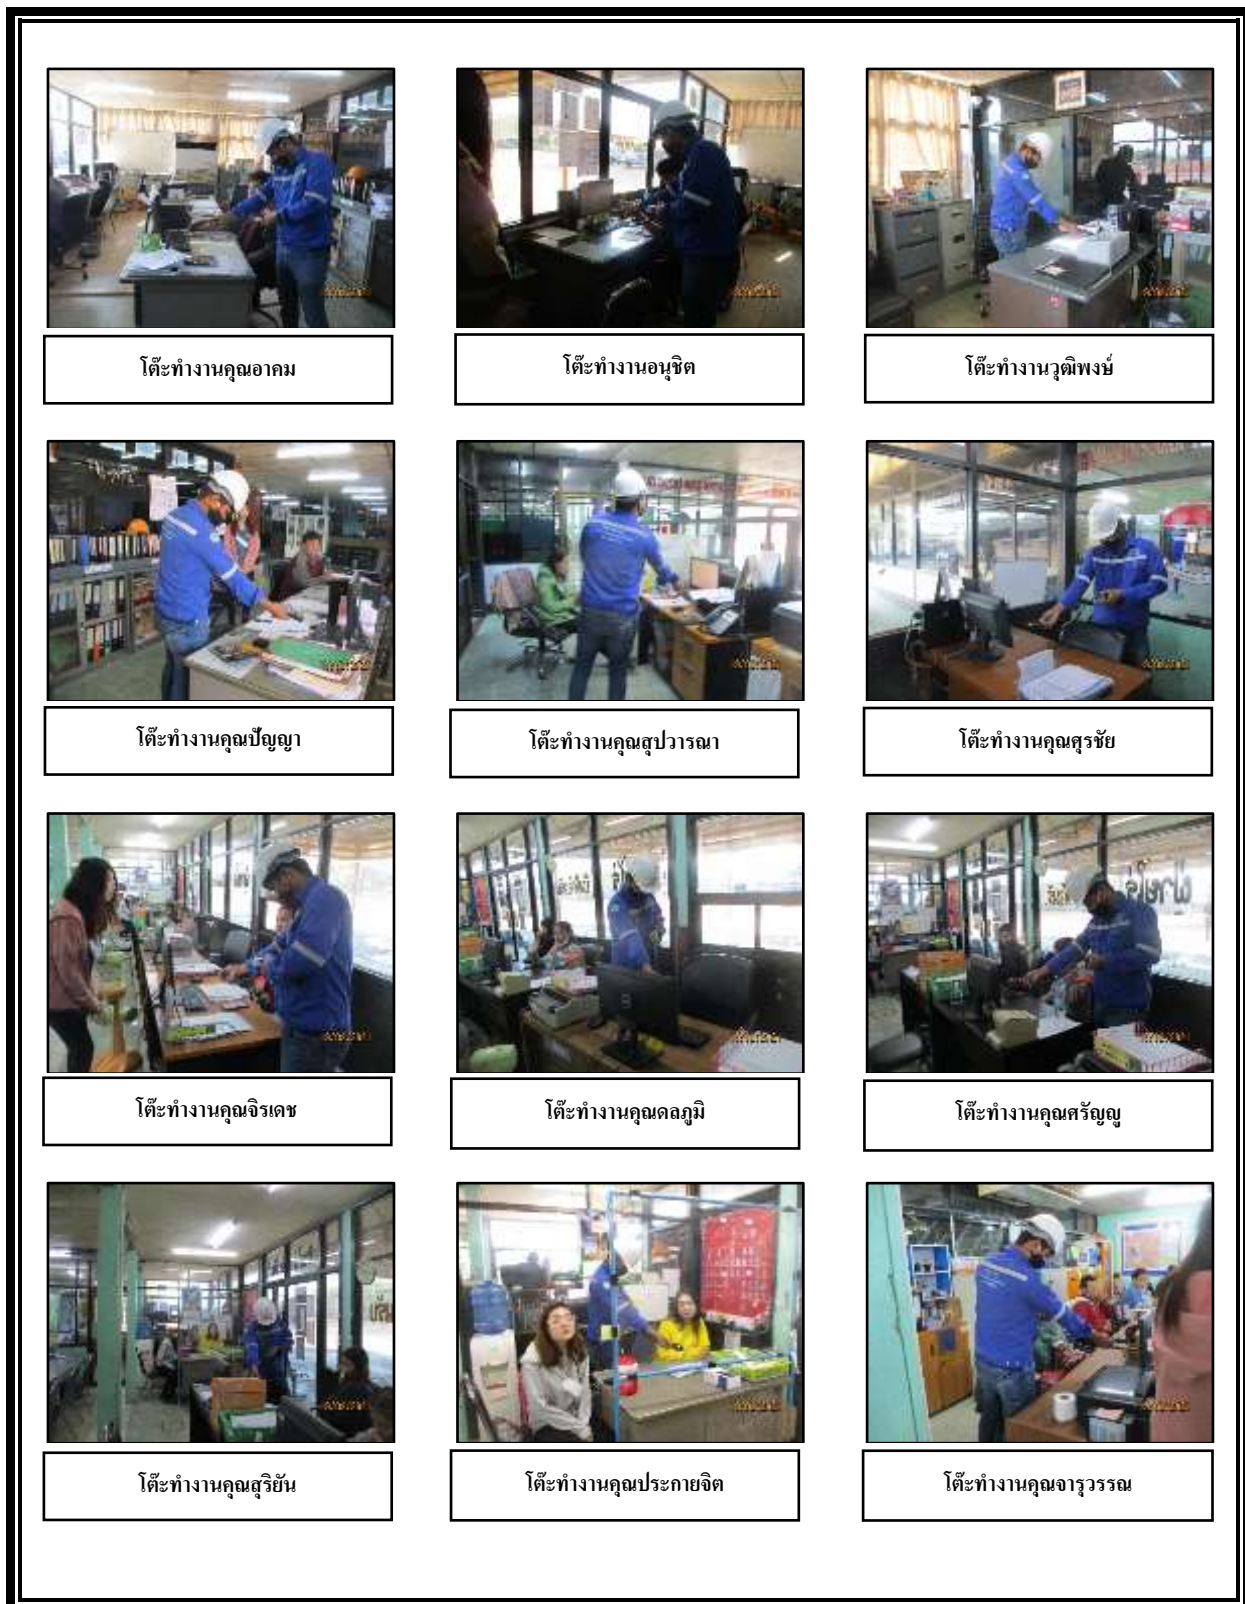 โต๊ะทำงานคุณอาคม
โต๊ะทำงานอนุชิต
โต๊ะทำงานวุฒิพงษ์
โต๊ะทำงานคุณปัญญา
โต๊ะทำงานคุณสุปวารณา
โต๊ะทำงานคุณศุรชัย
โต๊ะทำงานคุณจิรเดช
โต๊ะทำงานคุณดลภูมิ
โต๊ะทำงานคุณศรัญญู
โต๊ะทำงานคุณสุริยัน
โต๊ะทำงานคุณประกายจิต
โต๊ะทำงานคุณจารุวรรณ